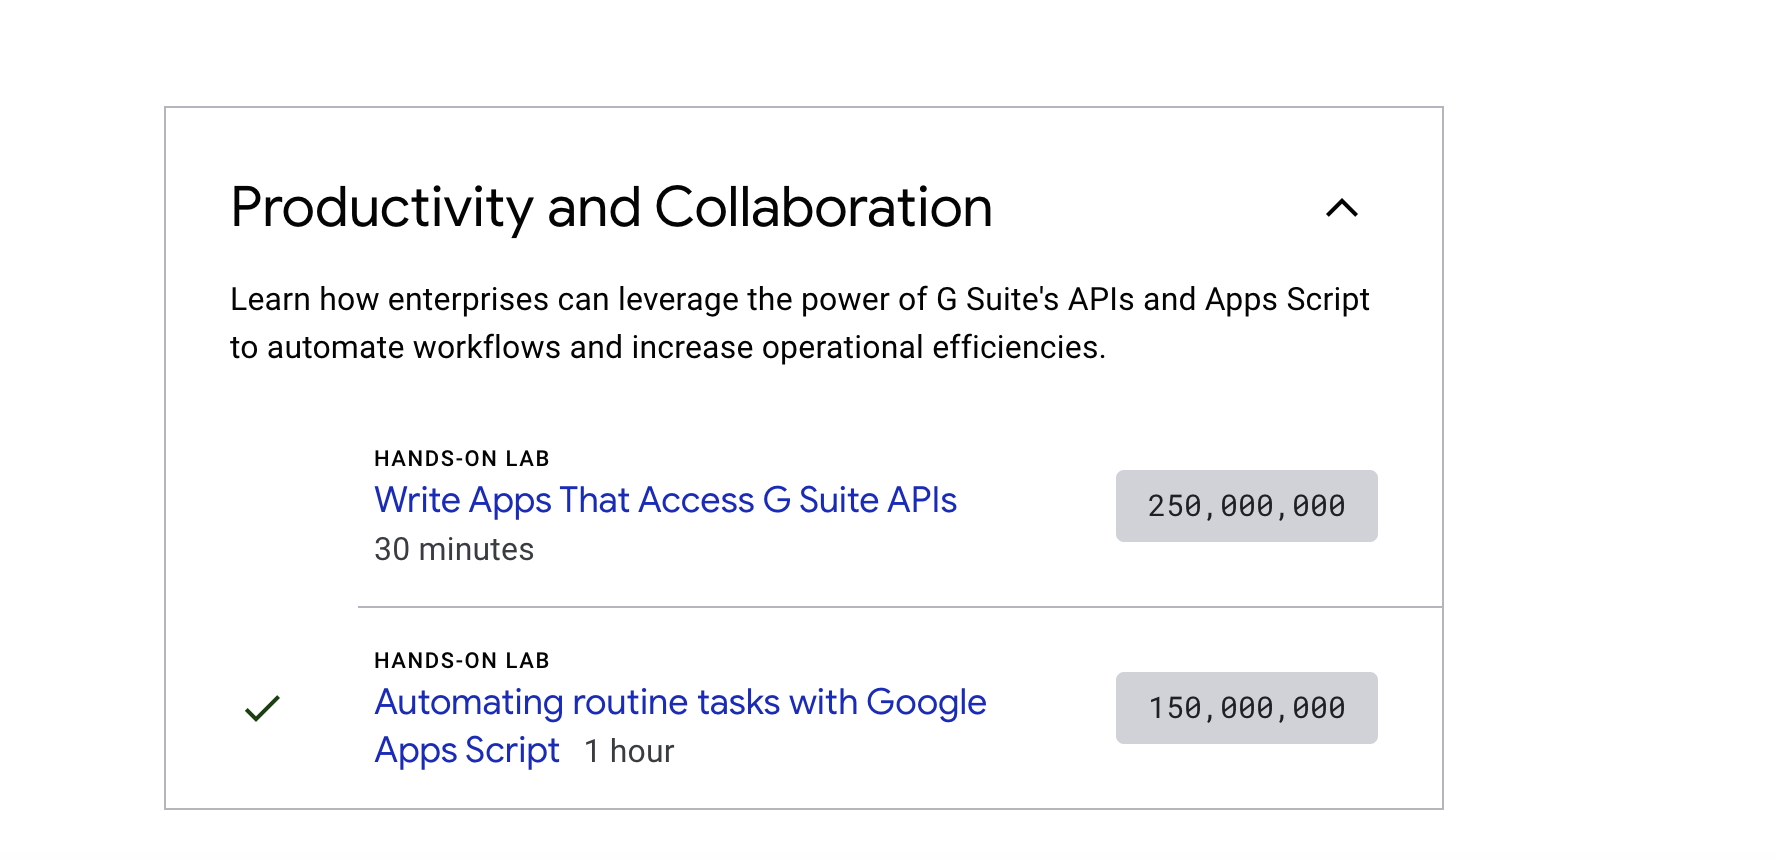 Productivity and Collaboration
Learn how enterprises can leverage the power of G Suite's APIs and Apps Script
to automate workflows and increase operational efficiencies.
HANDS-ON LAB
Write Apps That Access G Suite APIs
250,000,000
30 minutes
HANDS-ON LAB
Automating routine tasks with Google
150,000,000
Apps Script 1 hour